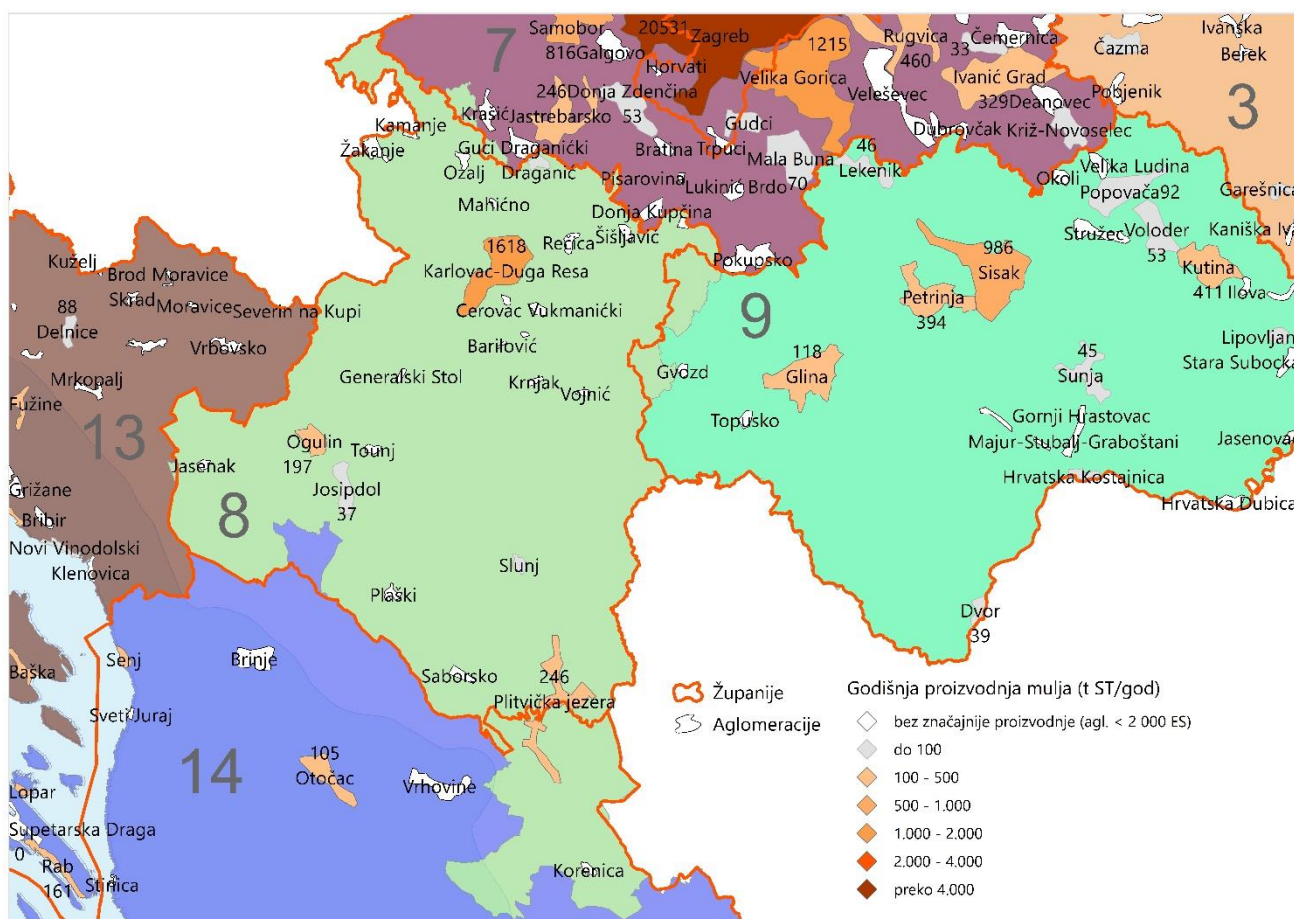 Samobor
20531
Zagreb
Rugvica
Ivanska
7
816
Galgovo
1215
33
Čemernica
Čazma
Berek
Horvati
Velika Gorica
460
Ivanić Grad
246
Donja Zdenčina
Veleševec
329
Deanovec
Pobjenik
3
Krašić
Jastrebarsko
53
Gudci
Dubrovčak
Križ-Novoselec
Kamanje
Žakanje
Guci Draganićki
Bratina
Trpuci
Mala Buna
46
Velika Ludina
Ozalj
Draganić
Pisarovina
Lukinić Brdo
70
Lekenik
Okoli
Popovača
92
Garešnica
Mahićno
Donja Kupčina
Stružec
Voloder
Kaniška Iv
1618
Rečica
Šišljavić
986
53
Kutina
Kuželj
Brod Moravice
Karlovac-Duga Resa
Pokupsko
Sisak
411
Ilova
88
Skrad
Moravice
Severin na Kupi
Cerovac Vukmanićki
9
Petrinja
394
Delnice
Vrbovsko
Barilović
118
45
Lipovljan
Stara Subocka
Mrkopalj
Generalski Stol
Krnjak
Vojnić
Gvozd
Glina
Sunja
Fužine
13
Topusko
Gornji Hrastovac
Ogulin
Tounj
Majur-Stubalj-Graboštani
Jasenovac
Jasenak
197
Grižane
8
Josipdol
37
Hrvatska Kostajnica
Bribir
Hrvatska Dubica
Novi Vinodolski
Klenovica
Slunj
Plaški
Dvor
39
Baška
Senj
Brinje
Saborsko
246
Plitvička jezera
Sveti Juraj
14
105
Otočac
Vrhovine
Lopar
Supetarska Draga
0
Rab
161
Stinica
Korenica
Županije
Aglomeracije
Godišnja proizvodnja mulja (t ST/god)
bez značajnije proizvodnje (agl. < 2 000 ES)
do 100
100 - 500
500 - 1.000
1.000 - 2.000
2.000 - 4.000
preko 4.000